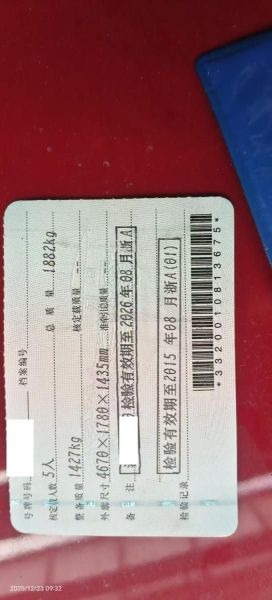 号牌号码 档案编号
核定载人数 5人 总质量 1882kg
整备质量 1427kg 核定载质量
外廓尺寸 4670×1780×1435mm 准牵引总质量
备注 检验有效期至2026年08月浙A
检验有效期至2015年08月浙A(01)
检验记录
*3320010813675*
2025/12/23 09:32